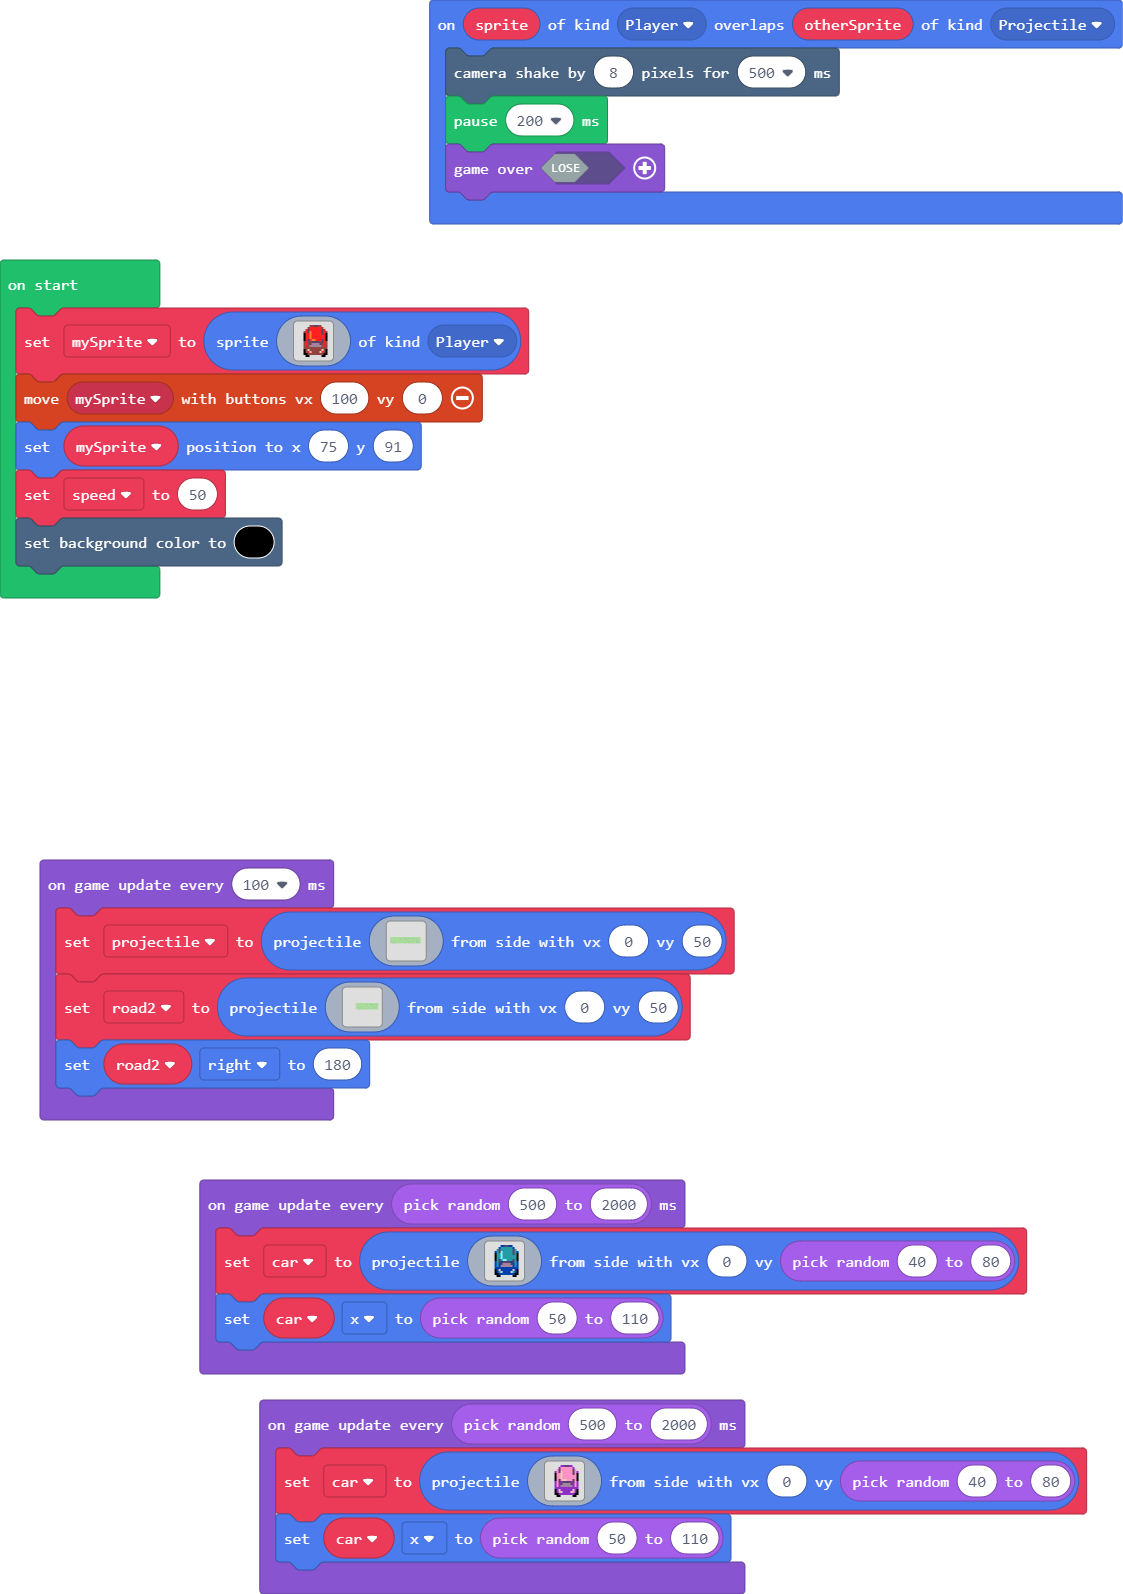 on sprite of kind Player overlaps otherSprite of kind Projectile
camera shake by 8 pixels for 500 ms
pause 200 ms
game over LOSE
on start
set mySprite to sprite of kind Player
move mySprite with buttons vx 100 vy 0
set mySprite position to x 75 y 91
set speed to 50
set background color to
on game update every 100 ms
set projectile to projectile from side with vx 0 vy 50
set road2 to projectile from side with vx 0 vy 50
set road2 right to 180
on game update every pick random 500 to 2000 ms
set car to projectile from side with vx 0 vy pick random 40 to 80
set car x to pick random 50 to 110
on game update every pick random 500 to 2000 ms
set car to projectile from side with vx 0 vy pick random 40 to 80
set car x to pick random 50 to 110